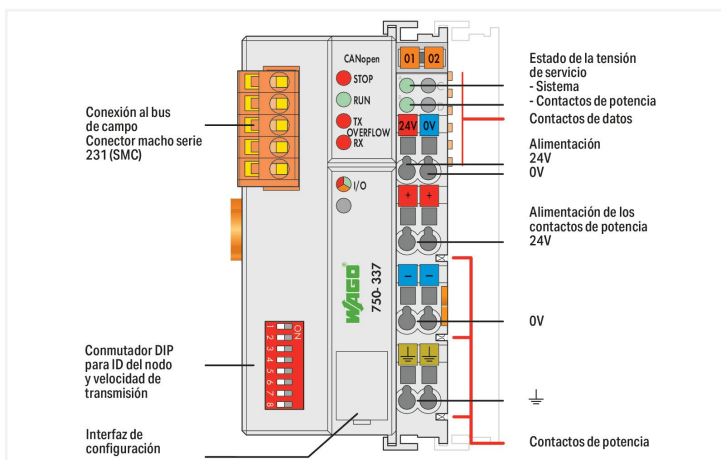 Conexión al bus
de campo
Conector macho serie
231 (SMC)
Conmutador DIP
para ID del nodo
y velocidad de
transmisión
Interfaz de
configuración
CANopen
STOP
RUN
TX
OVERFLOW
RX
I/O
WAGO
750-337
ON
1
2
3
4
5
6
7
8
01 02
C
D
24V 0V
+ +
− −
Estado de la tensión
de servicio
- Sistema
- Contactos de potencia
Contactos de datos
Alimentación
24V
0V
Alimentación de los
contactos de potencia
24V
0V
Contactos de potencia